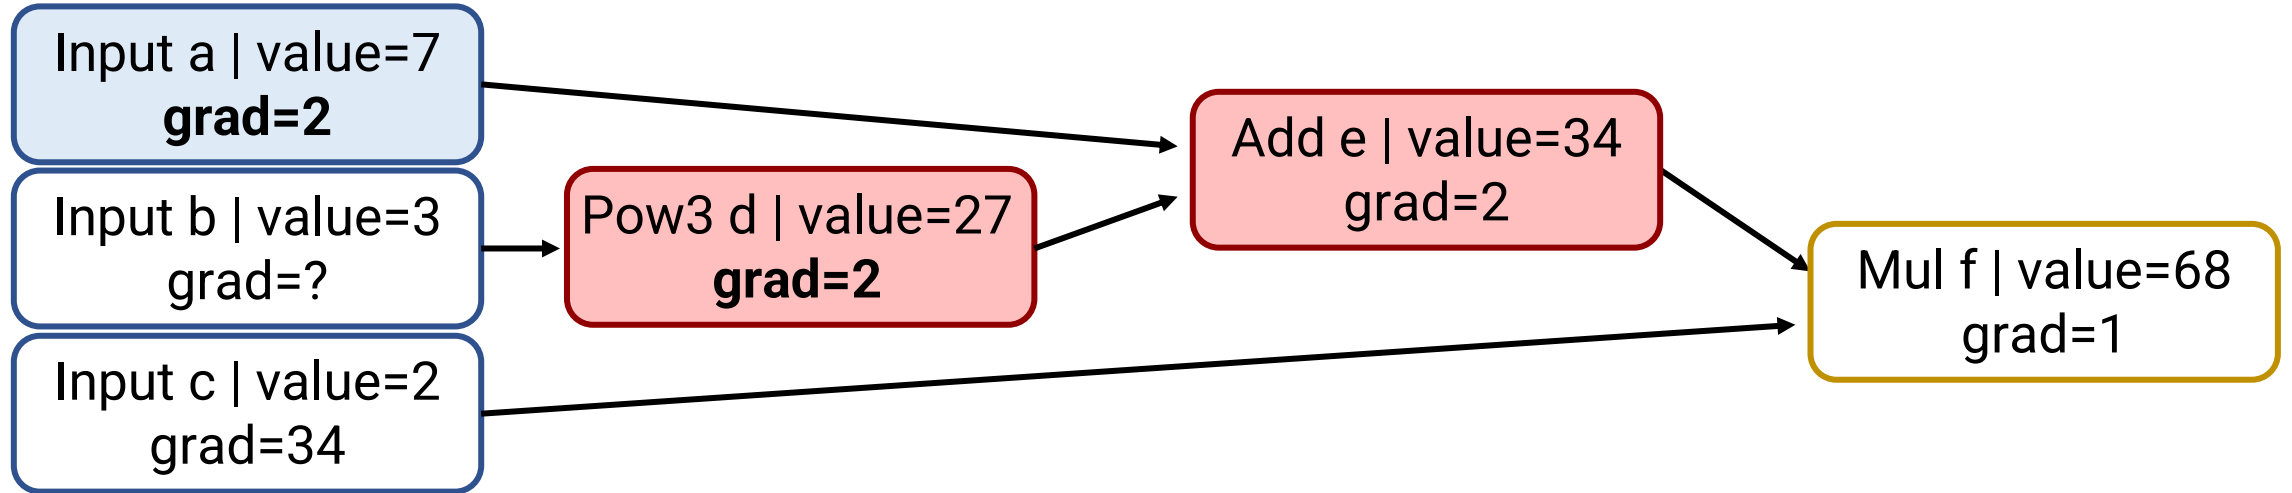 Input a | value=7
grad=2
Input b | value=3
grad=?
Input c | value=2
grad=34
Pow3 d | value=27
grad=2
Add e | value=34
grad=2
Mul f | value=68
grad=1